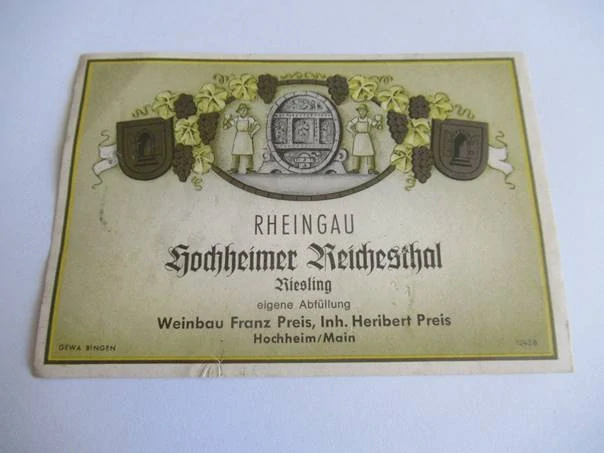 RHEINGAU
Hochheimer Reichesthal
Riesling
eigene Abfüllung
Weinbau Franz Preis, Inh. Heribert Preis
Hochheim/Main
GEWA BINGEN